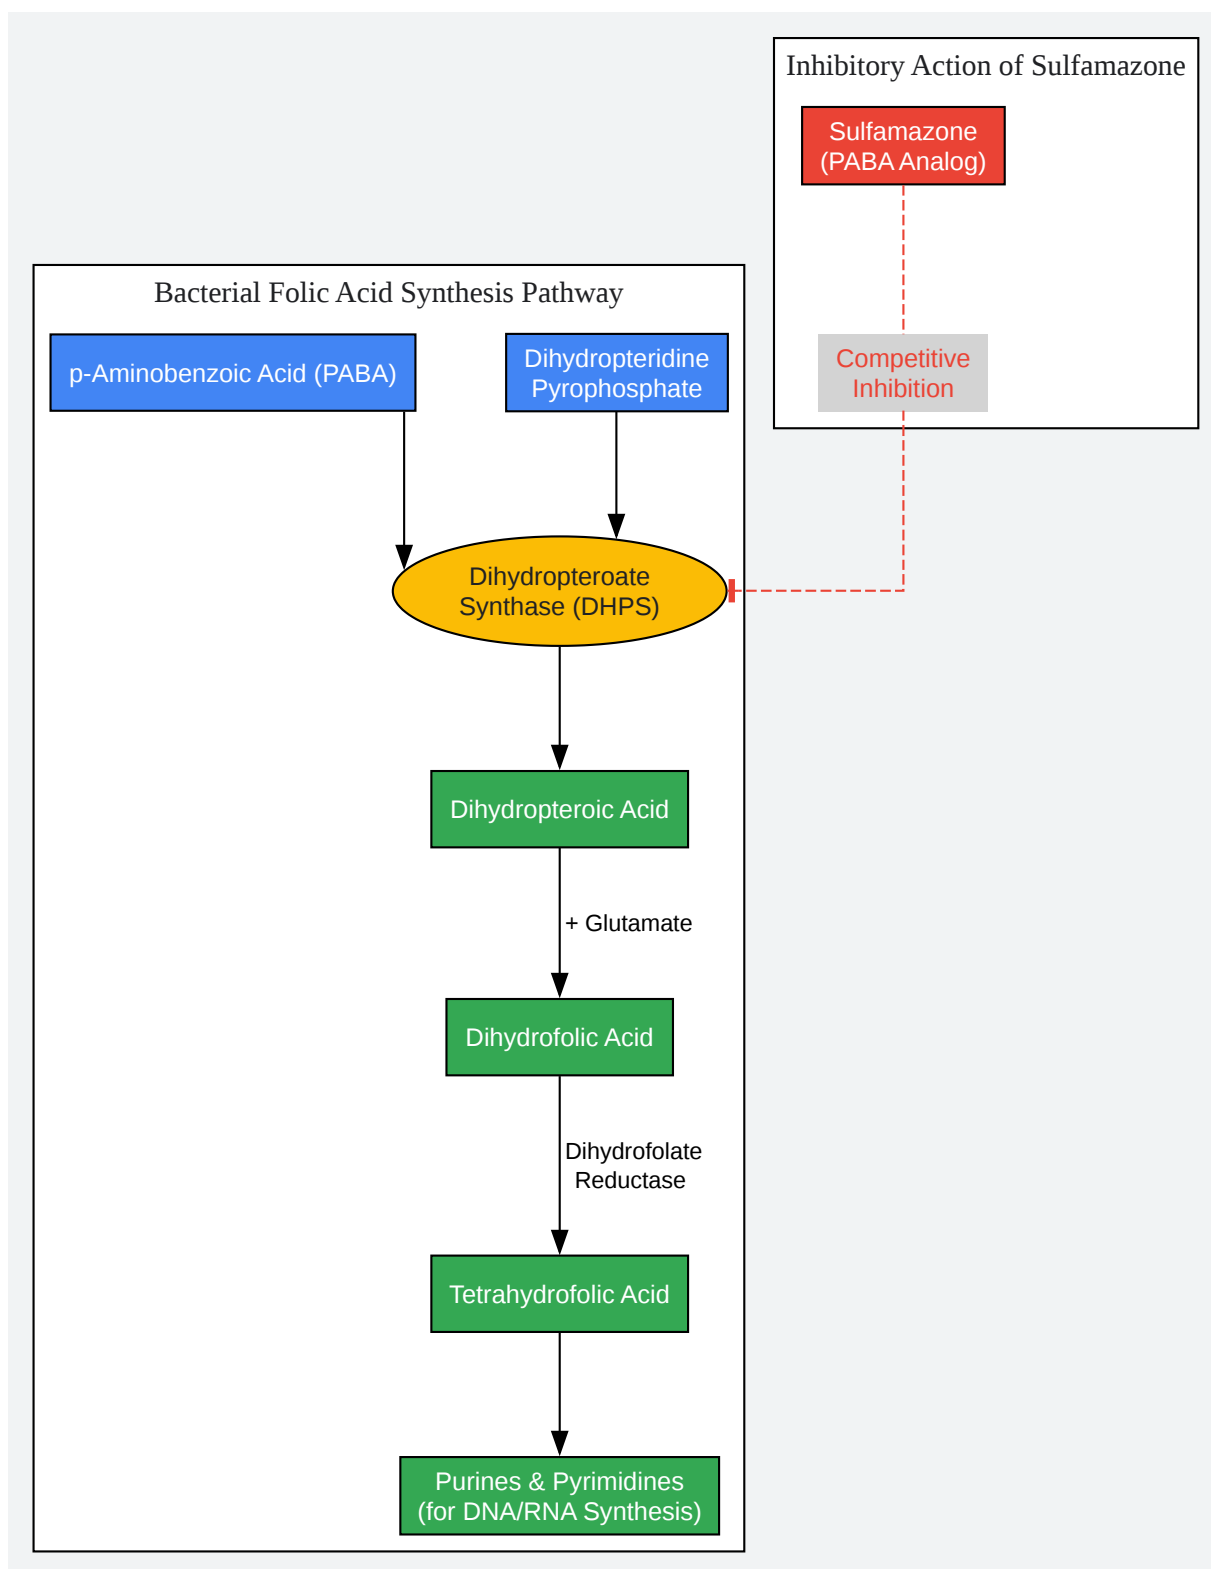 Inhibitory Action of Sulfamazone
Sulfamazone
(PABA Analog)
Competitive
Inhibition
Bacterial Folic Acid Synthesis Pathway
p-Aminobenzoic Acid (PABA)
Dihydropteridine
Pyrophosphate
Dihydropteroate
Synthase (DHPS)
Dihydropteroic Acid
+ Glutamate
Dihydrofolic Acid
Dihydrofolate
Reductase
Tetrahydrofolic Acid
Purines & Pyrimidines
(for DNA/RNA Synthesis)